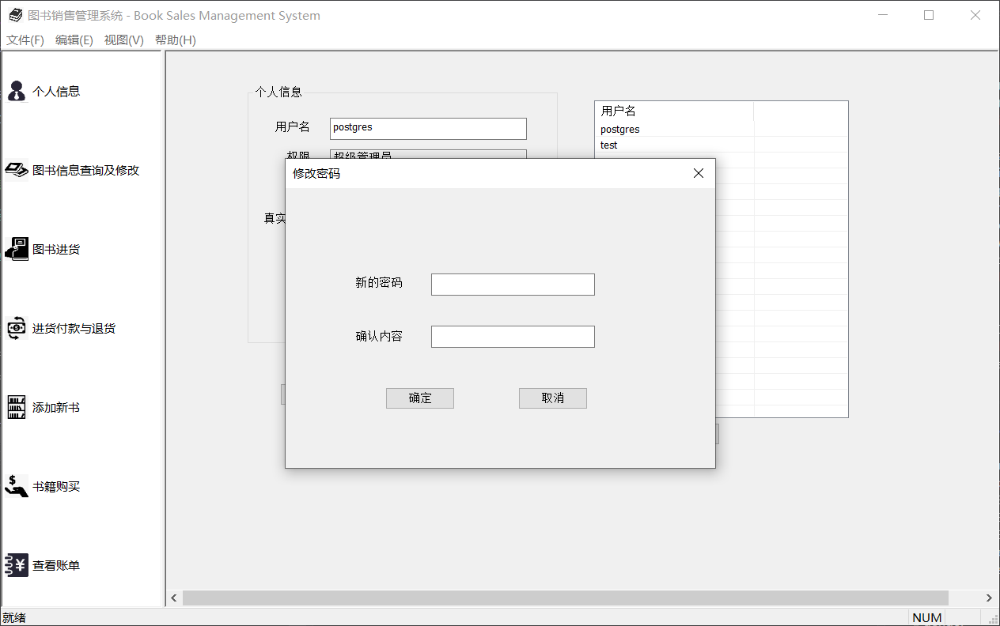 图书销售管理系统 - Book Sales Management System
文件(F) 编辑(E) 视图(V) 帮助(H)
个人信息
图书信息查询及修改
图书进货
进货付款与退货
添加新书
书籍购买
查看账单
个人信息
用户名 postgres
权限 超级管理员
真实
用户名
postgres
test
修改密码
新的密码
确认内容
确定 取消
就绪 NUM